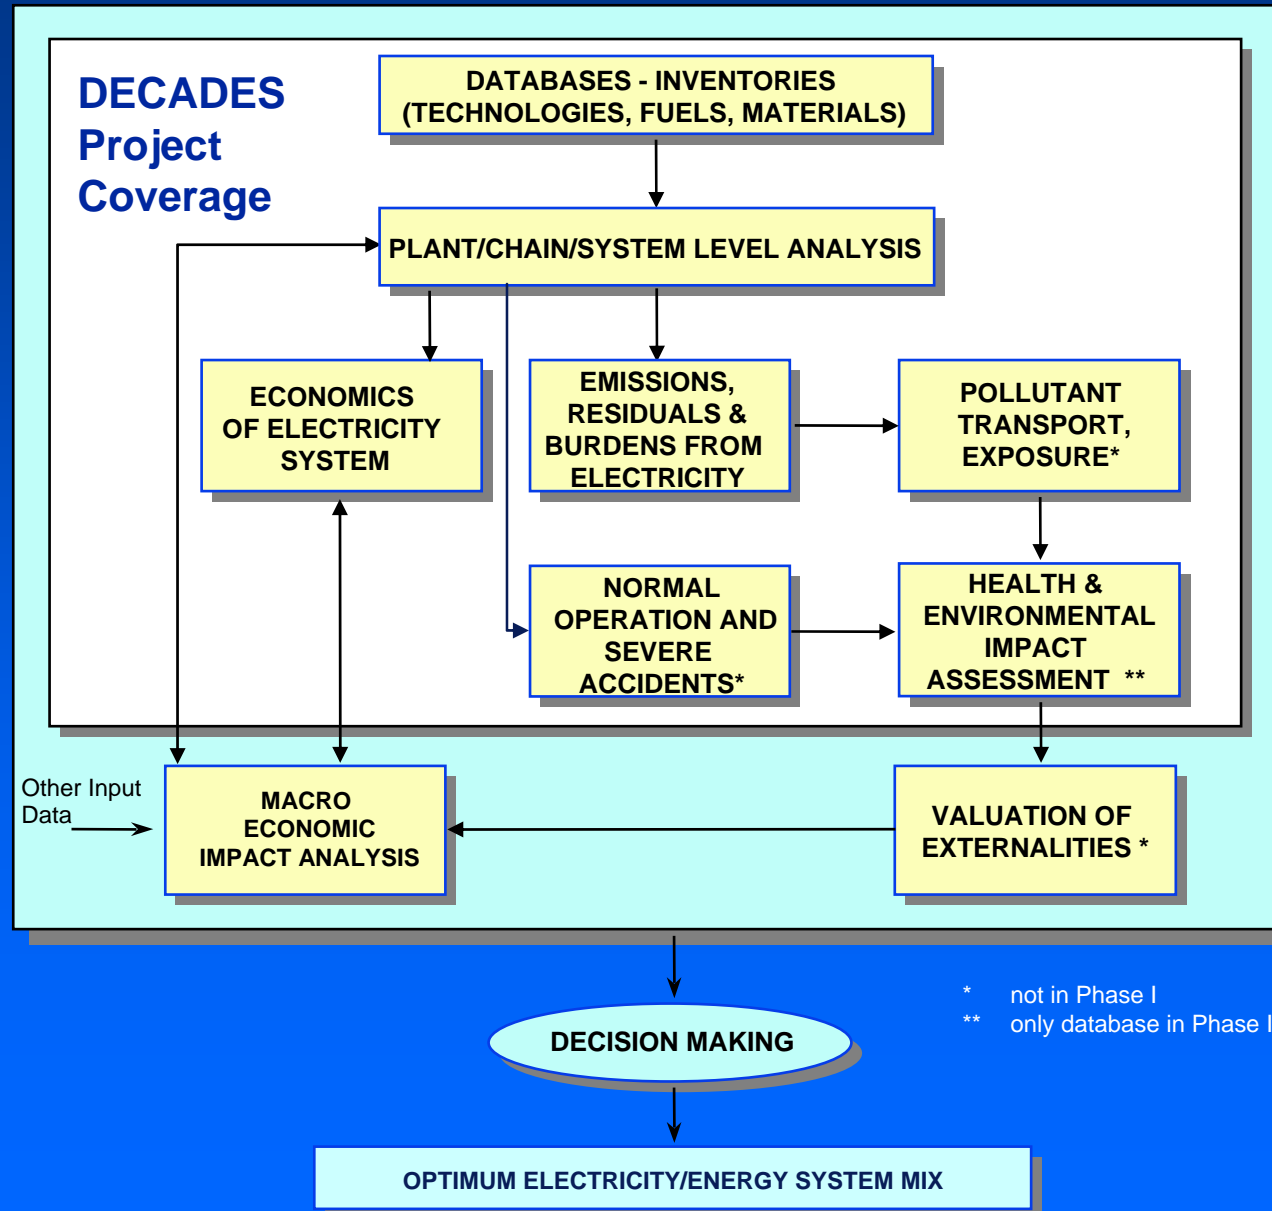 DECADES
Project
Coverage
DATABASES - INVENTORIES
(TECHNOLOGIES, FUELS, MATERIALS)
PLANT/CHAIN/SYSTEM LEVEL ANALYSIS
ECONOMICS
OF ELECTRICITY
SYSTEM
EMISSIONS,
RESIDUALS &
BURDENS FROM
ELECTRICITY
POLLUTANT
TRANSPORT,
EXPOSURE*
NORMAL
OPERATION AND
SEVERE
ACCIDENTS*
HEALTH &
ENVIRONMENTAL
IMPACT
ASSESSMENT **
Other Input
Data
MACRO
ECONOMIC
IMPACT ANALYSIS
VALUATION OF
EXTERNALITIES *
* not in Phase I
** only database in Phase I
DECISION MAKING
OPTIMUM ELECTRICITY/ENERGY SYSTEM MIX